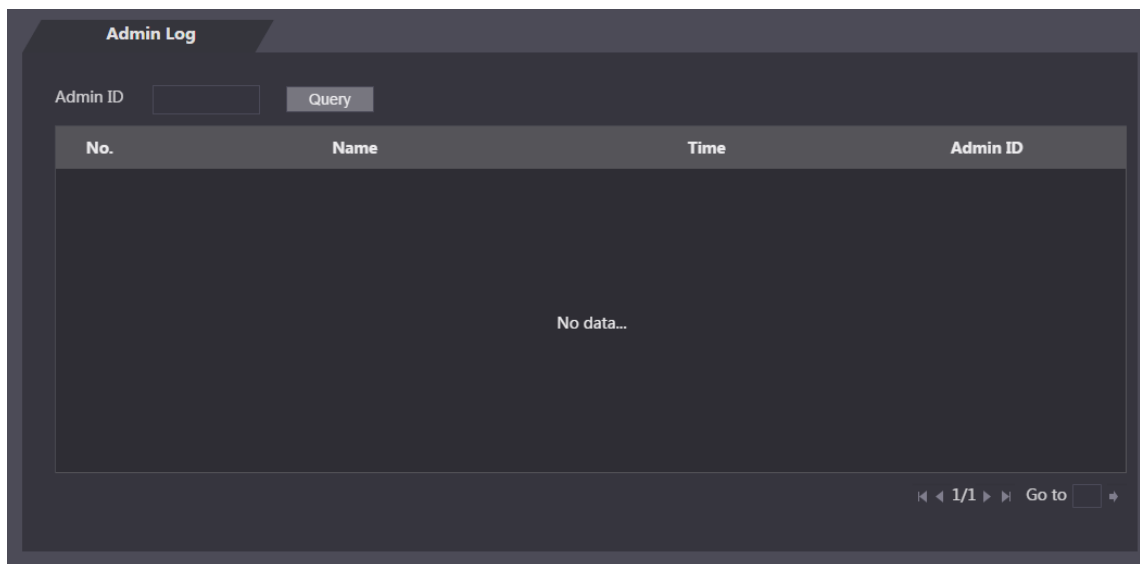 Admin Log
Admin ID Query
No. Name Time Admin ID
No data...
1/1 Go to